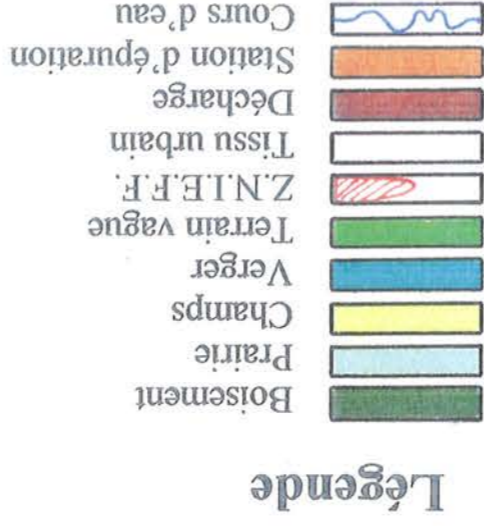 Légende
Boisement
Prairie
Champs
Verger
Terrain vague
Z.N.I.E.F.F.
Tissu urbain
Décharge
Station d'épuration
Cours d'eau